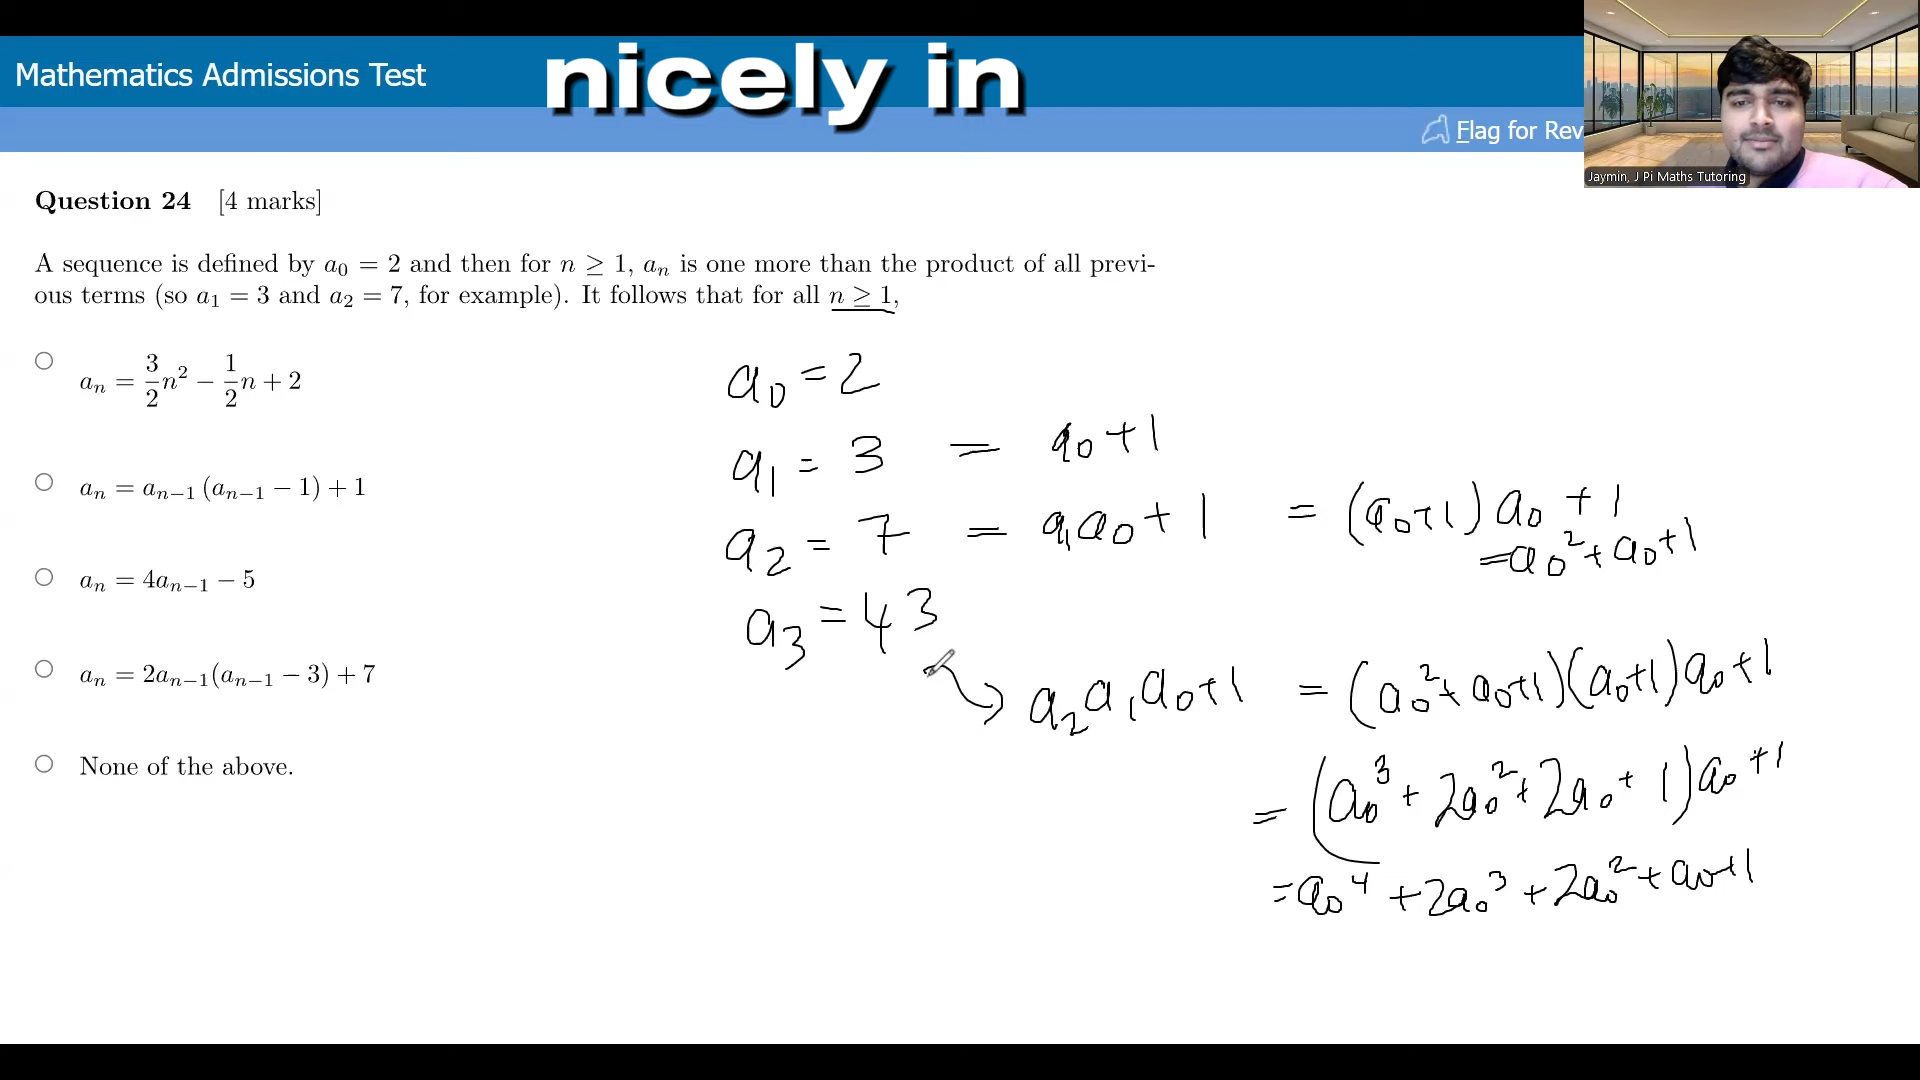 Mathematics Admissions Test
nicely in
Flag for Rev
Jaymin, J Pi Maths Tutoring
Question 24 [4 marks]
A sequence is defined by a₀ = 2 and then for n ≥ 1, aₙ is one more than the product of all previ-
ous terms (so a₁ = 3 and a₂ = 7, for example). It follows that for all n ≥ 1,
aₙ = 3/2 n² − 1/2 n + 2
aₙ = aₙ₋₁ (aₙ₋₁ − 1) + 1
aₙ = 4aₙ₋₁ − 5
aₙ = 2aₙ₋₁(aₙ₋₁ − 3) + 7
None of the above.
a₀ = 2
a₁ = 3 = a₀+1
a₂ = 7 = a₁a₀+1 = (a₀+1)a₀+1
=a₀²+a₀+1
a₃ = 43
a₂a₁a₀+1 = (a₀²+a₀+1)(a₀+1)a₀+1
= (a₀³+2a₀²+2a₀+1)a₀+1
=a₀⁴+2a₀³+2a₀²+a₀+1